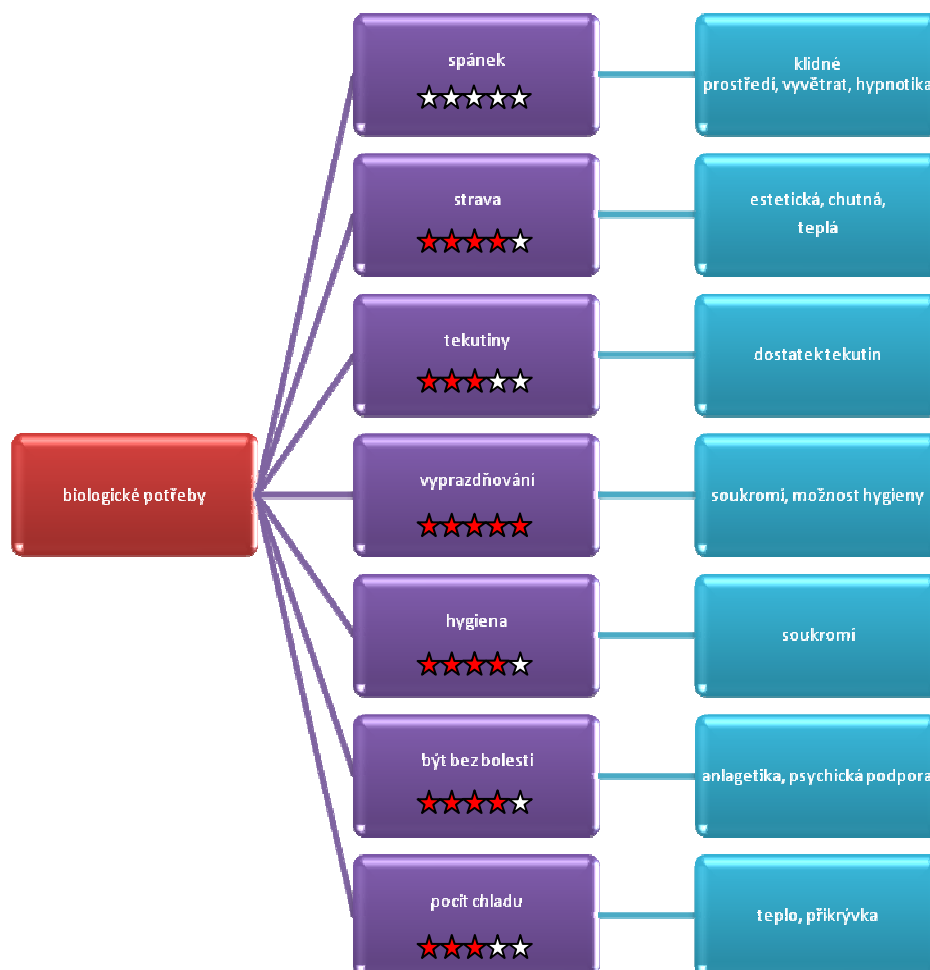 biologické potřeby
spánek
klidné
prostředí, vyvětrat, hypnotika
strava
estetická, chutná,
teplá
tekutiny
dostatek tekutin
vyprazdňování
soukromí, možnost hygieny
hygiena
soukromí
být bez bolesti
anlagetika, psychická podpora
pocit chladu
teplo, přikrývka